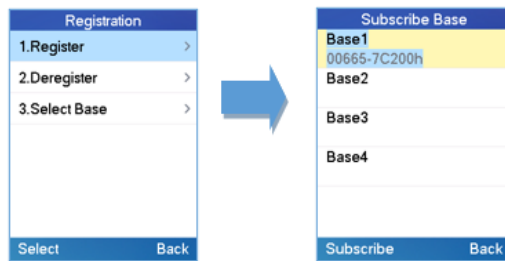 Registration
1.Register
2.Deregister
3.Select Base
Select Back
Subscribe Base
Base1
00665-7C200h
Base2
Base3
Base4
Subscribe Back